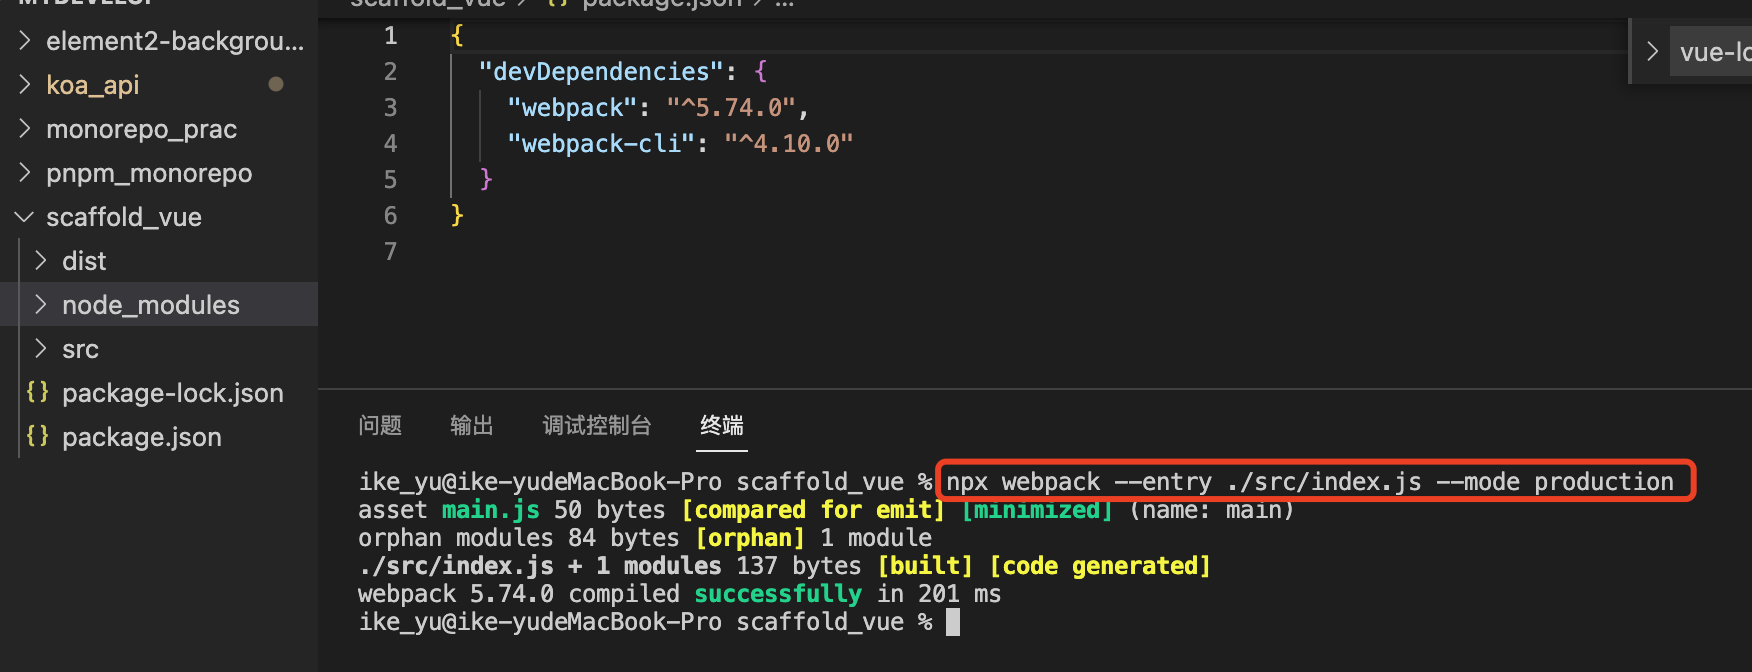 MYDEVELOP
element2-backgrou...
koa_api
monorepo_prac
pnpm_monorepo
scaffold_vue
dist
node_modules
src
{} package-lock.json
{} package.json
scaffold_vue > {} package.json > ...
1 {
2 "devDependencies": {
3 "webpack": "^5.74.0",
4 "webpack-cli": "^4.10.0"
5 }
6 }
7
问题 输出 调试控制台 终端
ike_yu@ike-yudeMacBook-Pro scaffold_vue % npx webpack --entry ./src/index.js --mode production
asset main.js 50 bytes [compared for emit] [minimized] (name: main)
orphan modules 84 bytes [orphan] 1 module
./src/index.js + 1 modules 137 bytes [built] [code generated]
webpack 5.74.0 compiled successfully in 201 ms
ike_yu@ike-yudeMacBook-Pro scaffold_vue %